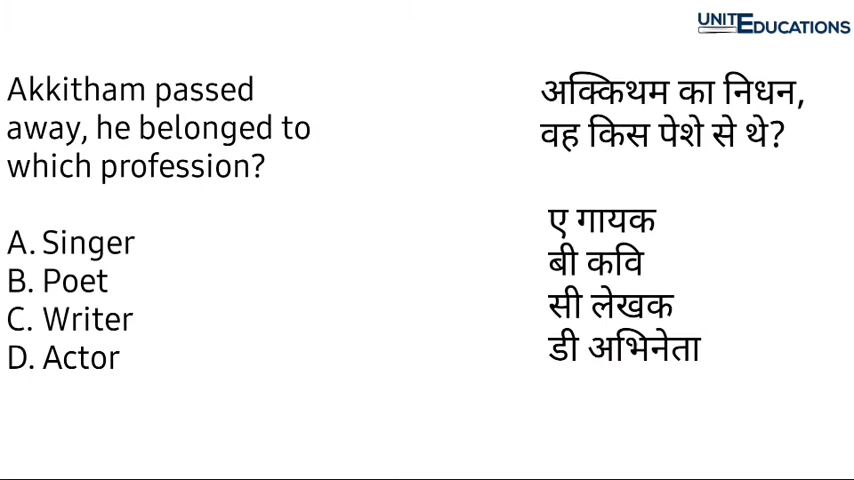 UNITEDUCATIONS
Akkitham passed
away, he belonged to
which profession?
A. Singer
B. Poet
C. Writer
D. Actor
अक्किथम का निधन,
वह किस पेशे से थे?
ए गायक
बी कवि
सी लेखक
डी अभिनेता